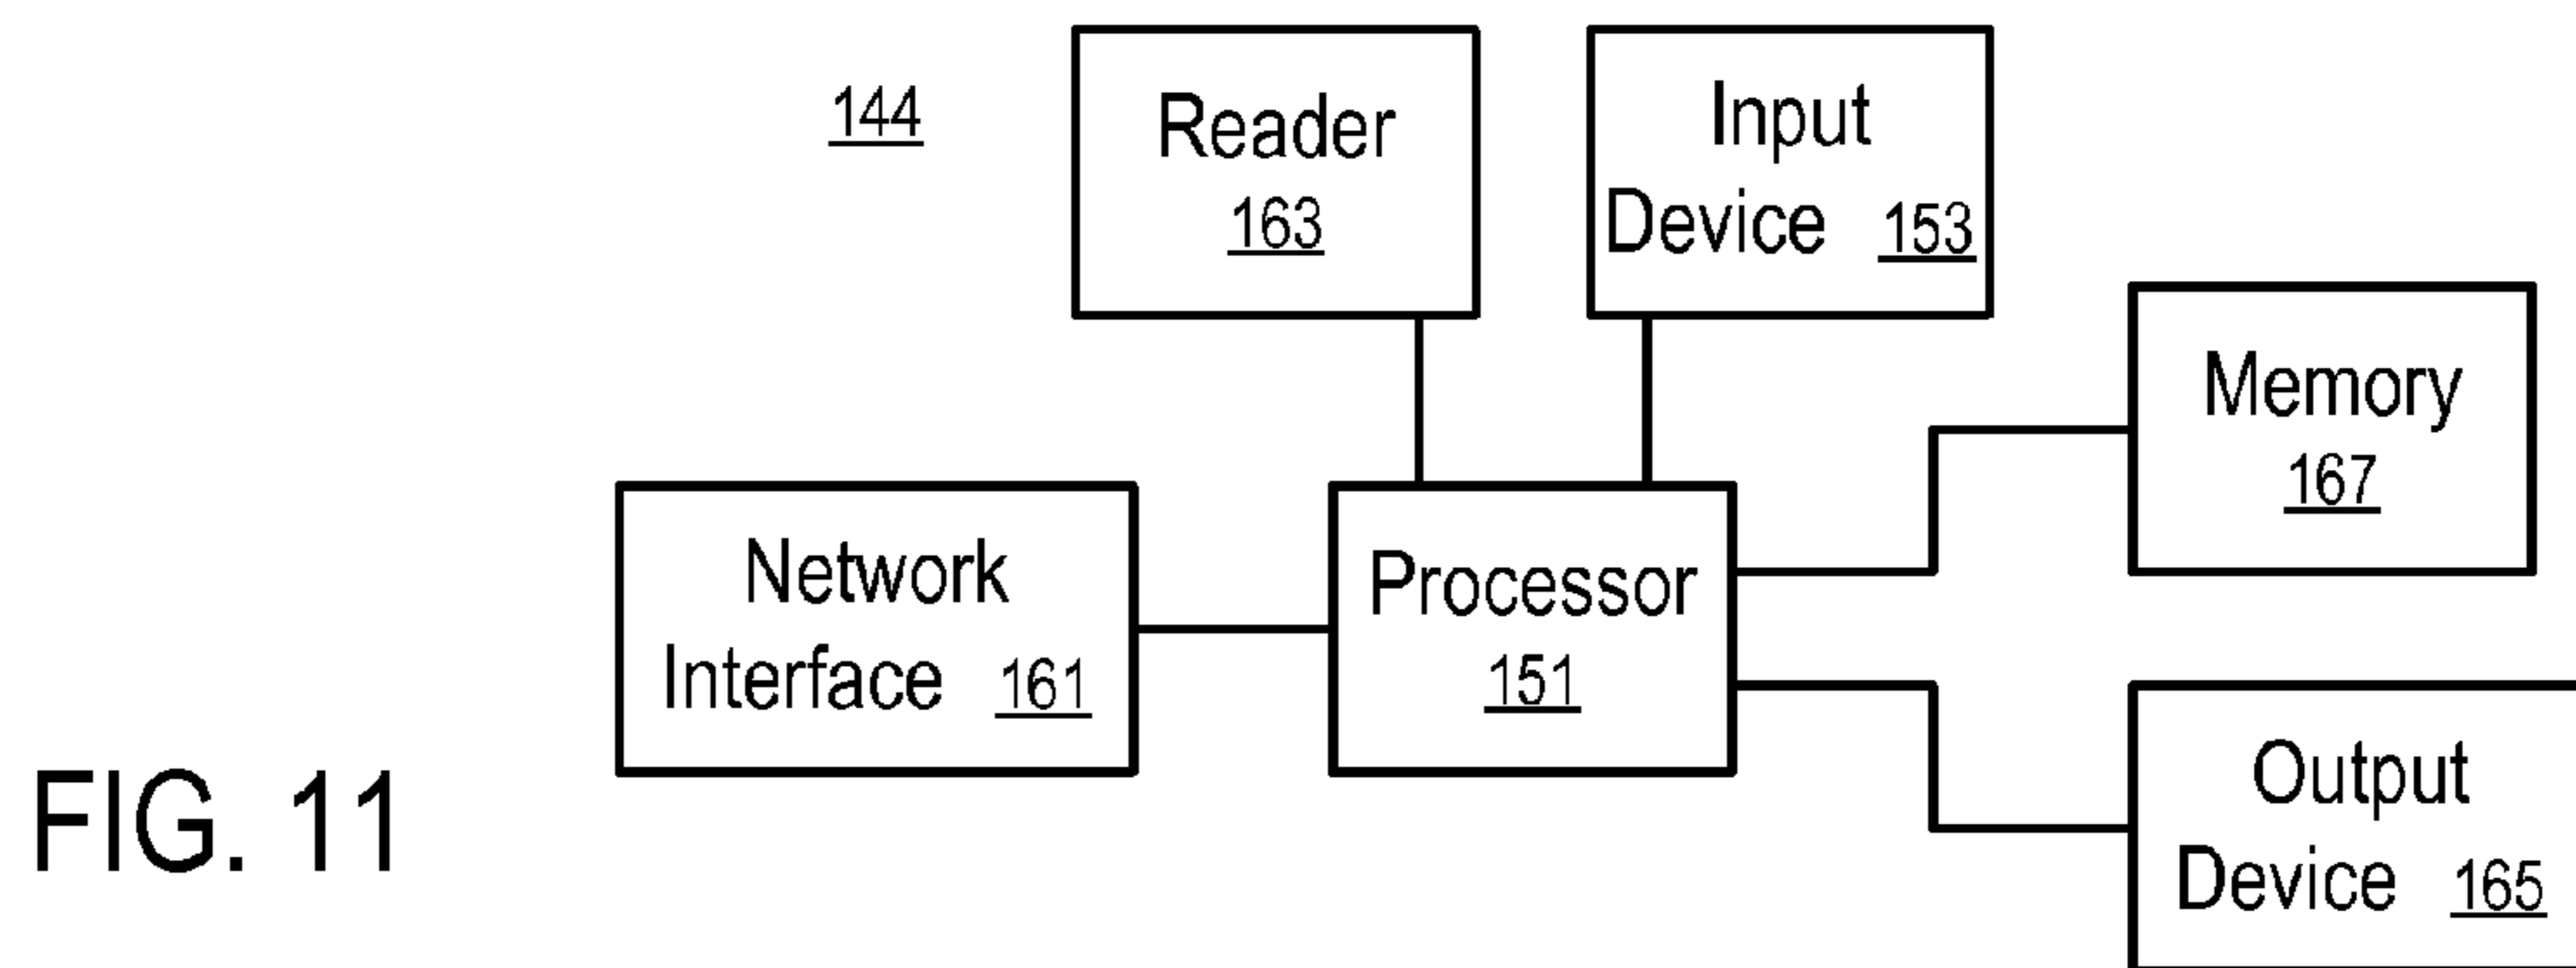 144
Reader
163
Input
Device 153
Memory
167
Network
Interface 161
Processor
151
Output
Device 165
FIG. 11